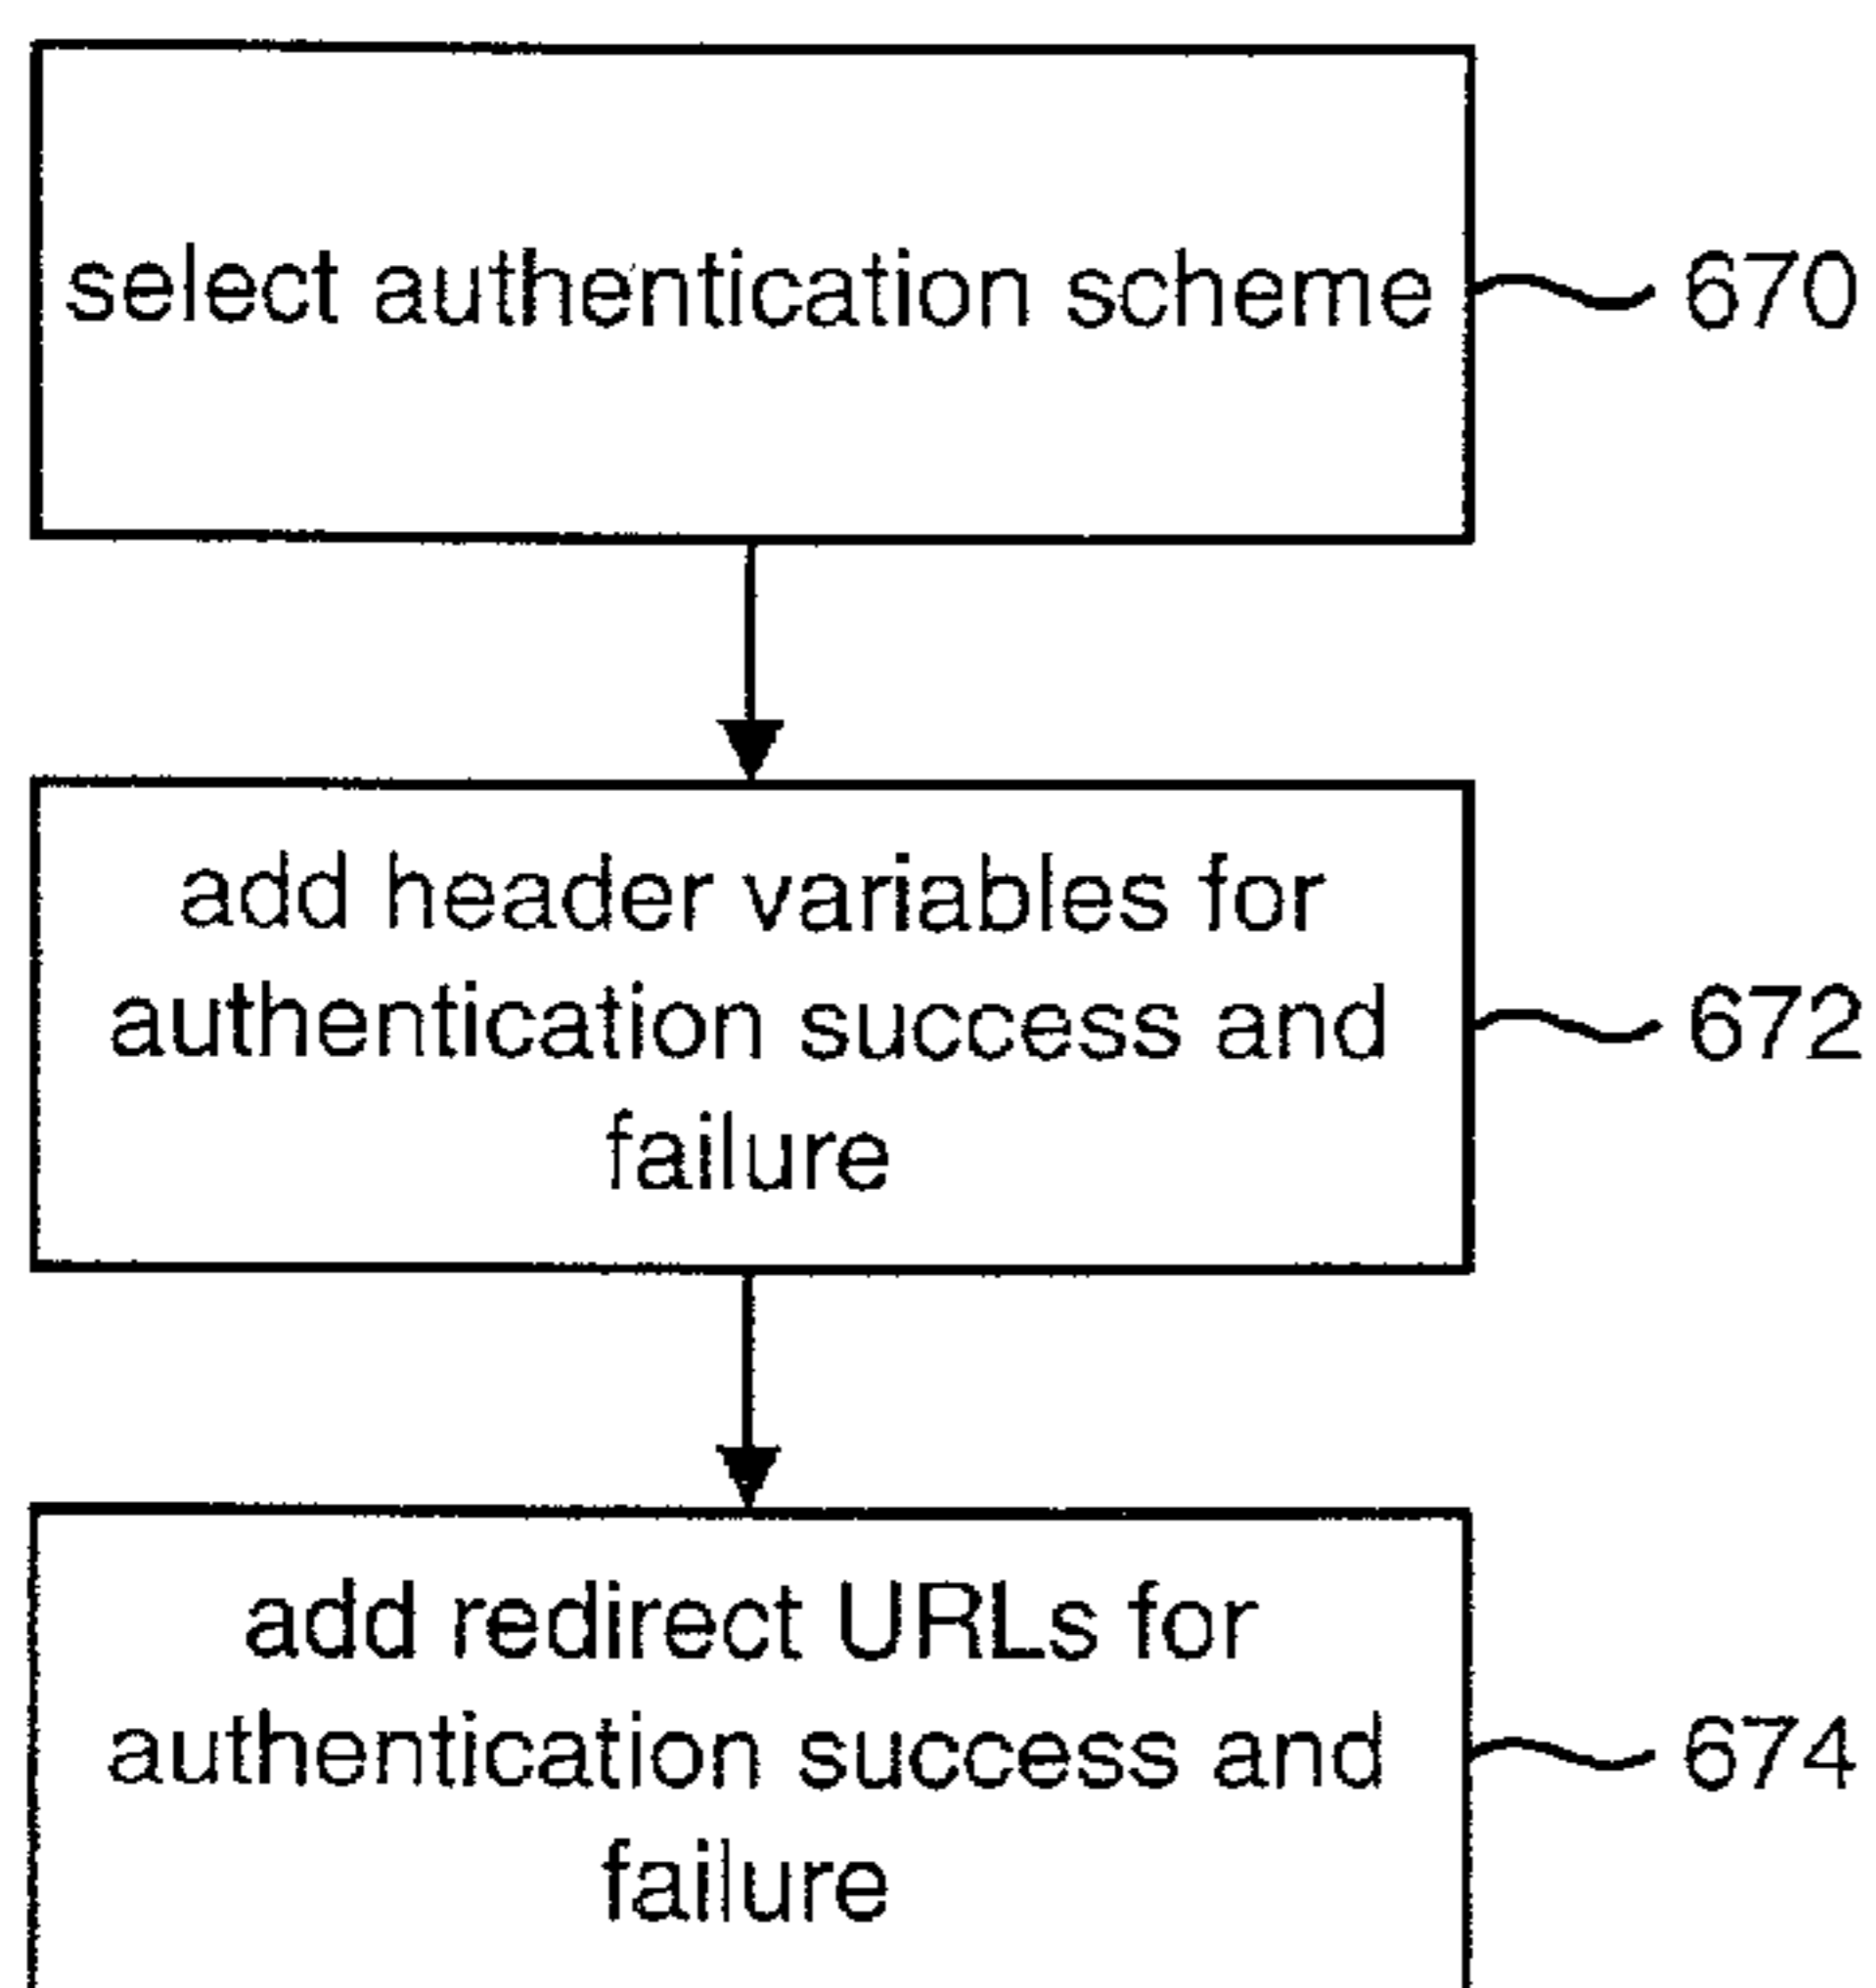 select authentication scheme
670
add header variables for
authentication success and
failure
672
add redirect URLs for
authentication success and
failure
674